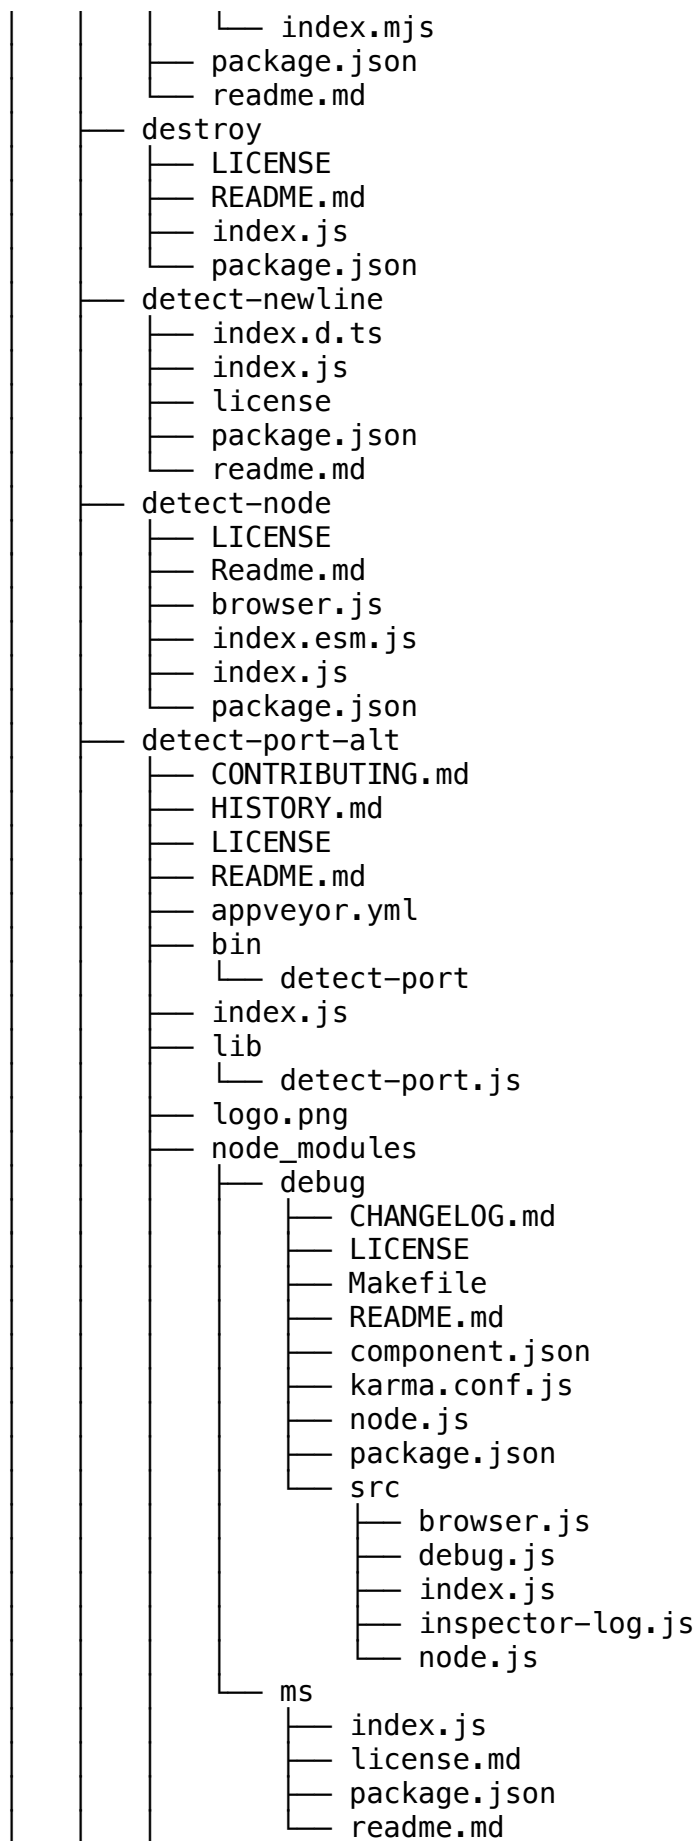 │   │   │   └── index.mjs
│   │   ├── package.json
│   │   └── readme.md
│   ├── destroy
│   │   ├── LICENSE
│   │   ├── README.md
│   │   ├── index.js
│   │   └── package.json
│   ├── detect-newline
│   │   ├── index.d.ts
│   │   ├── index.js
│   │   ├── license
│   │   ├── package.json
│   │   └── readme.md
│   ├── detect-node
│   │   ├── LICENSE
│   │   ├── Readme.md
│   │   ├── browser.js
│   │   ├── index.esm.js
│   │   ├── index.js
│   │   └── package.json
│   ├── detect-port-alt
│   │   ├── CONTRIBUTING.md
│   │   ├── HISTORY.md
│   │   ├── LICENSE
│   │   ├── README.md
│   │   ├── appveyor.yml
│   │   ├── bin
│   │   │   └── detect-port
│   │   ├── index.js
│   │   ├── lib
│   │   │   └── detect-port.js
│   │   ├── logo.png
│   │   ├── node_modules
│   │   │   ├── debug
│   │   │   │   ├── CHANGELOG.md
│   │   │   │   ├── LICENSE
│   │   │   │   ├── Makefile
│   │   │   │   ├── README.md
│   │   │   │   ├── component.json
│   │   │   │   ├── karma.conf.js
│   │   │   │   ├── node.js
│   │   │   │   ├── package.json
│   │   │   │   └── src
│   │   │   │       ├── browser.js
│   │   │   │       ├── debug.js
│   │   │   │       ├── index.js
│   │   │   │       ├── inspector-log.js
│   │   │   │       └── node.js
│   │   │   └── ms
│   │   │       ├── index.js
│   │   │       ├── license.md
│   │   │       ├── package.json
│   │   │       └── readme.md